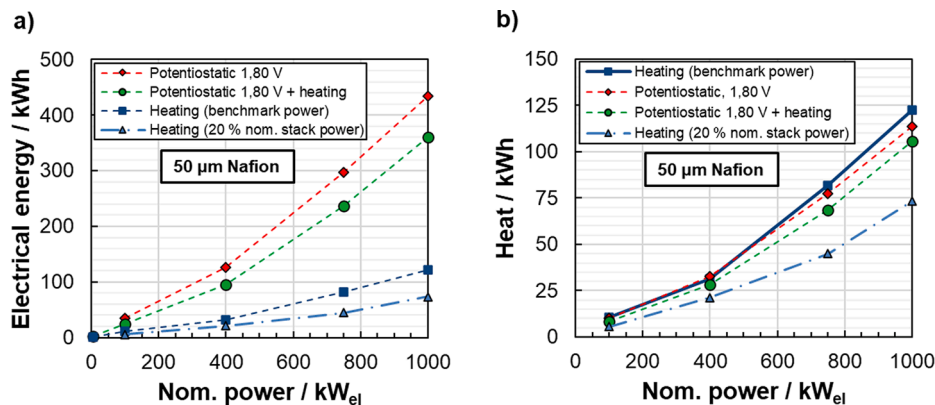 a)
Electrical energy / kWh
500
400
300
200
100
0
Potentiostatic 1,80 V
Potentiostatic 1,80 V + heating
Heating (benchmark power)
Heating (20 % nom. stack power)
50 µm Nafion
0 200 400 600 800 1000
Nom. power / kWel
b)
Heat / kWh
150
125
100
75
50
25
0
Heating (benchmark power)
Potentiostatic, 1,80 V
Potentiostatic 1,80 V + heating
Heating (20 % nom. stack power)
50 µm Nafion
0 200 400 600 800 1000
Nom. power / kWel